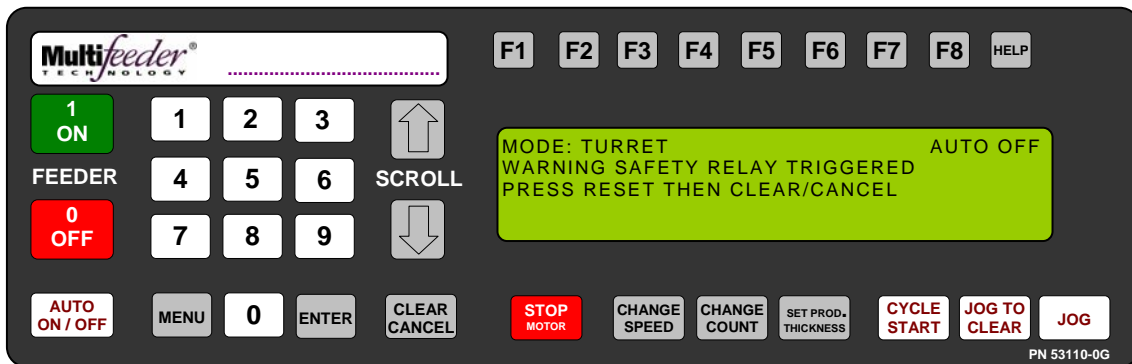 Multifeeder®
TECHNOLOGY
F1 F2 F3 F4 F5 F6 F7 F8 HELP
1
ON
FEEDER
0
OFF
1 2 3
4 5 6
7 8 9
SCROLL
MODE: TURRET AUTO OFF
WARNING SAFETY RELAY TRIGGERED
PRESS RESET THEN CLEAR/CANCEL
AUTO
ON / OFF
MENU
0
ENTER
CLEAR
CANCEL
STOP
MOTOR
CHANGE
SPEED
CHANGE
COUNT
SET PROD.
THICKNESS
CYCLE
START
JOG TO
CLEAR
JOG
PN 53110-0G